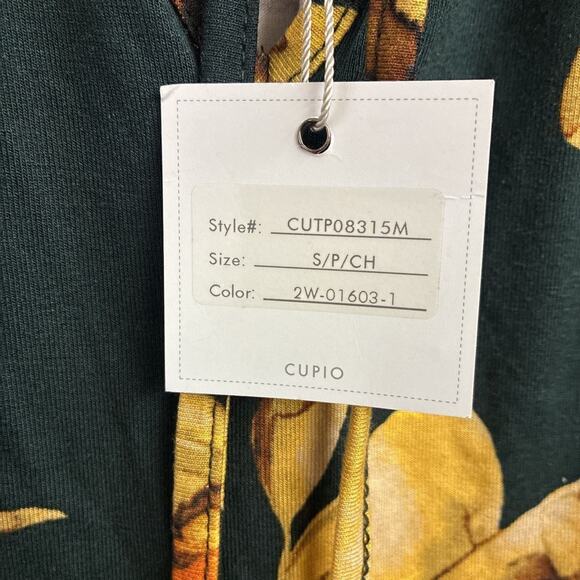 Style#: CUTP08315M
Size: S/P/CH
Color: 2W-01603-1
CUPIO